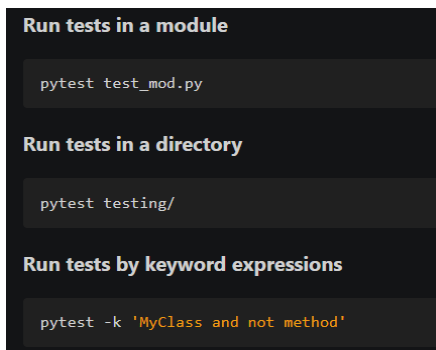 Run tests in a module
pytest test_mod.py
Run tests in a directory
pytest testing/
Run tests by keyword expressions
pytest -k 'MyClass and not method'